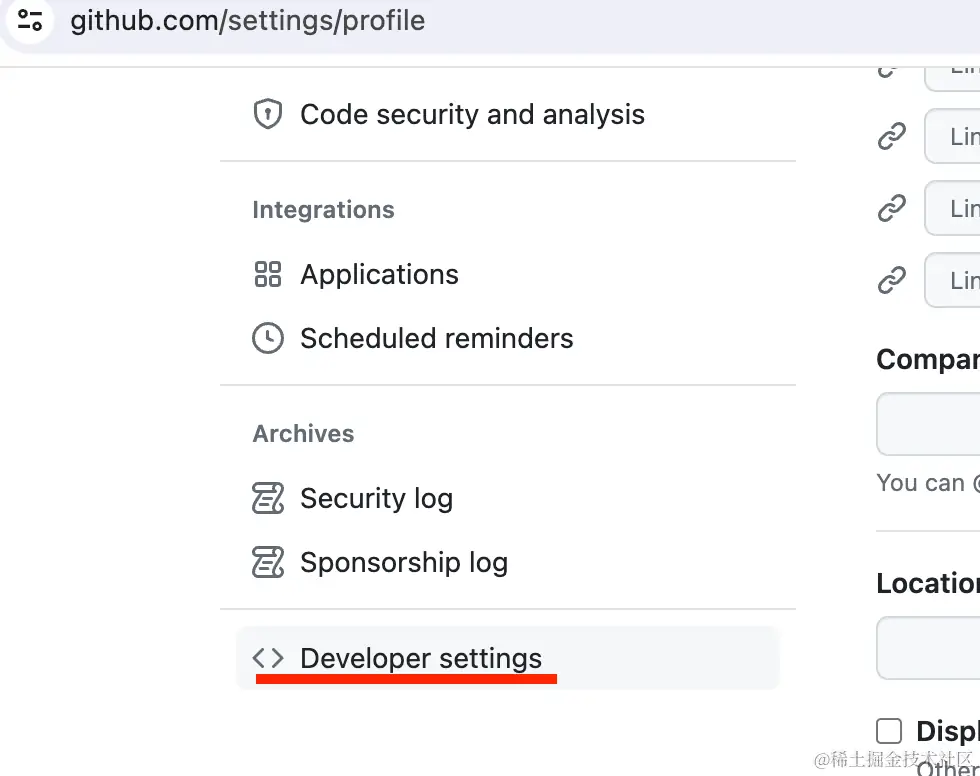 github.com/settings/profile
Code security and analysis
Integrations
Applications
Scheduled reminders
Archives
Security log
Sponsorship log
Developer settings
Lin
Lin
Lin
Lin
Compan
You can @
Location
Displ
Other
@稀土掘金技术社区